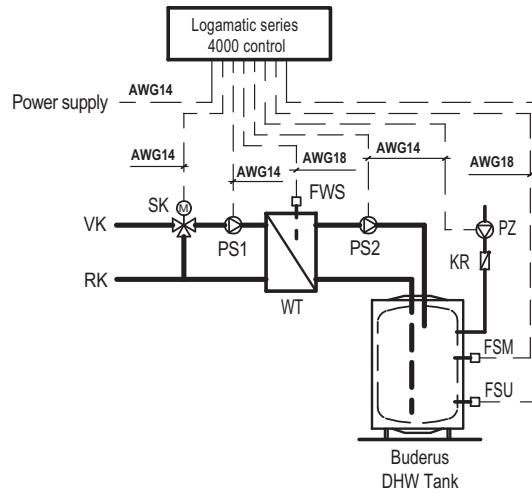 Logamatic series
4000 control
AWG14
Power supply
AWG14
AWG14
AWG18
AWG14
AWG18
SK
M
FWS
VK
PS1
PS2
PZ
RK
KR
WT
FSM
FSU
Buderus
DHW Tank